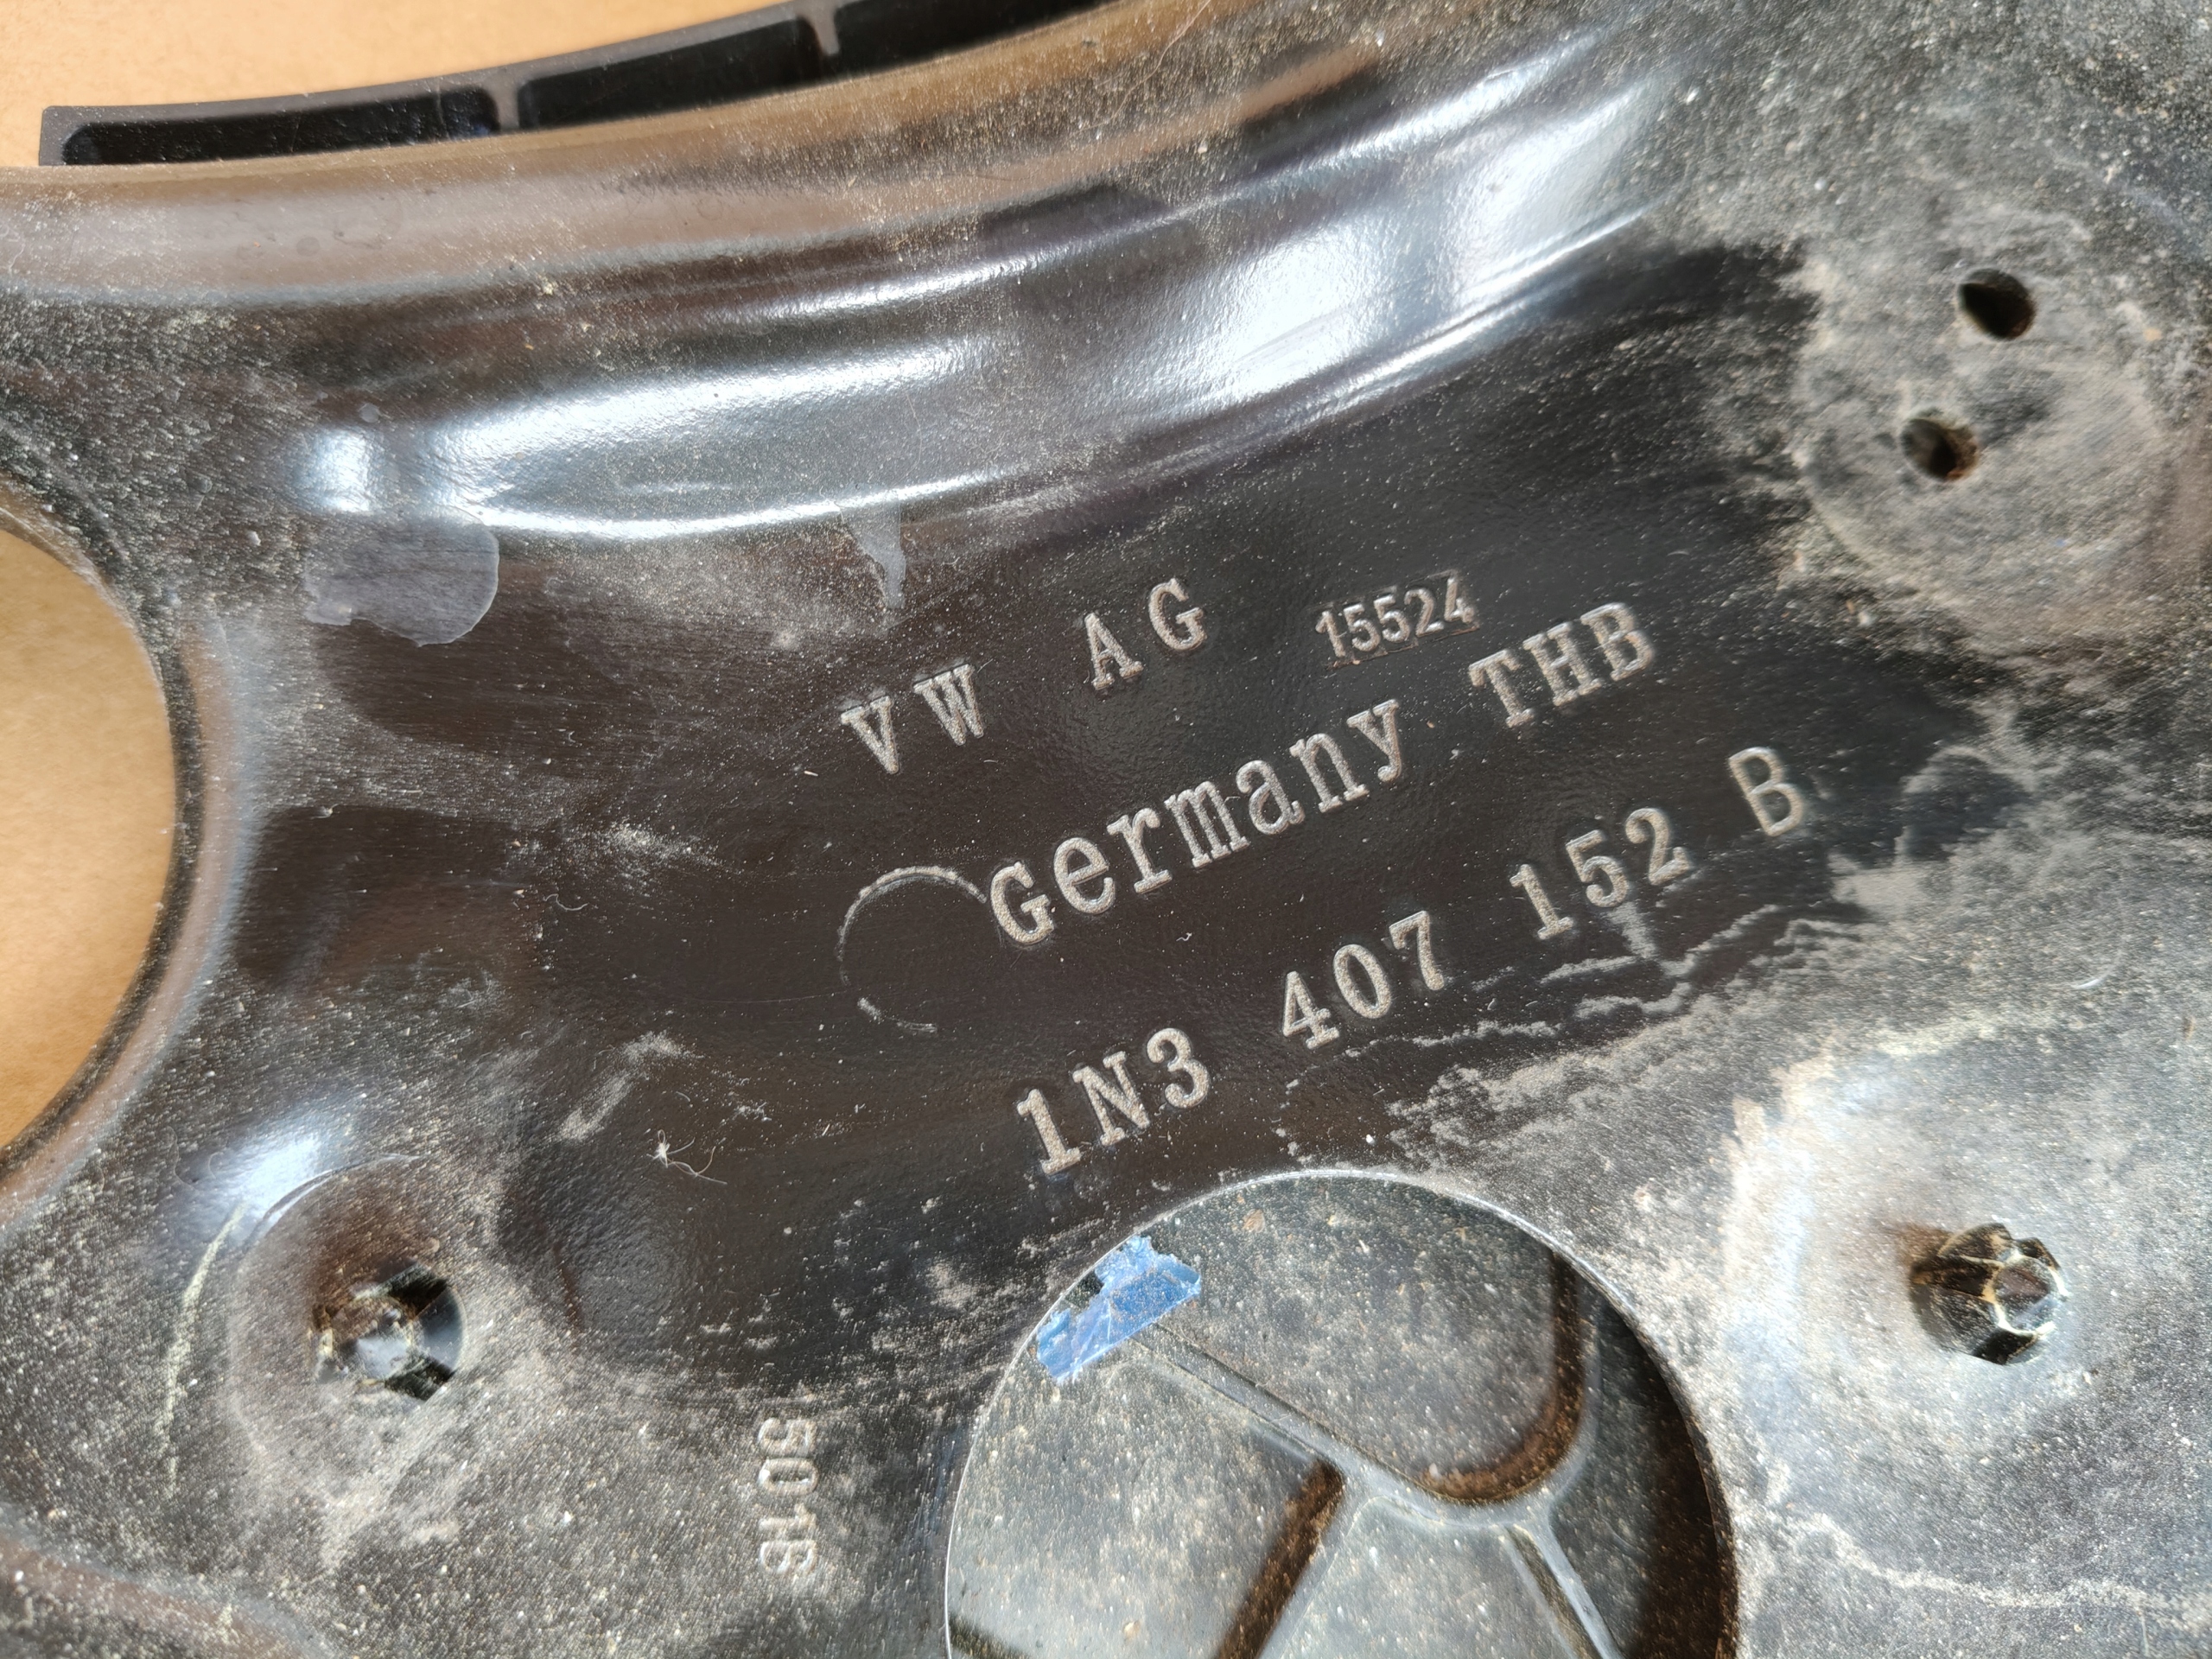 VW AG 15524
Germany THB
1N3 407 152 B
5016